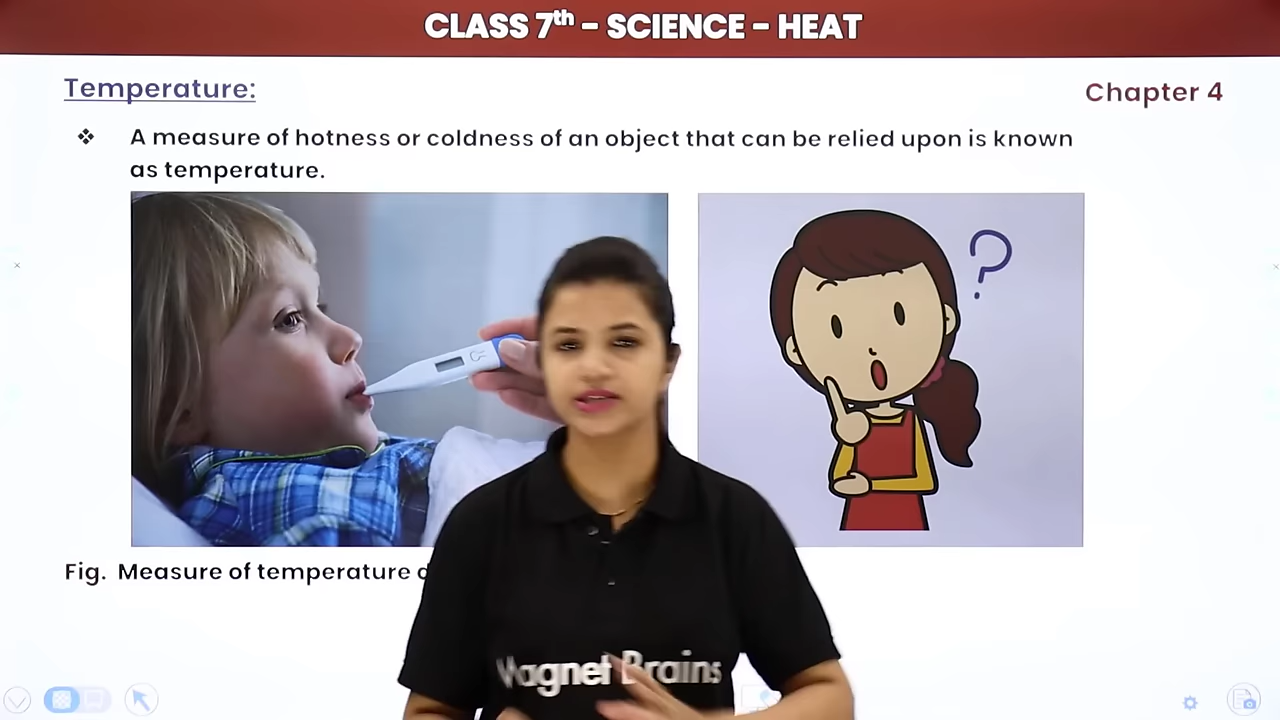 CLASS 7th - SCIENCE - HEAT
Temperature:
Chapter 4
❖ A measure of hotness or coldness of an object that can be relied upon is known
as temperature.
?
Fig. Measure of temperature
Magnet Brains